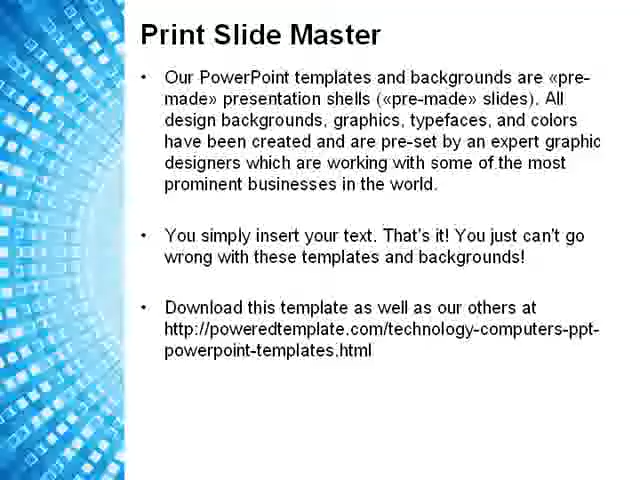 Print Slide Master
• Our PowerPoint templates and backgrounds are «pre-
made» presentation shells («pre-made» slides). All
design backgrounds, graphics, typefaces, and colors
have been created and are pre-set by an expert graphic
designers which are working with some of the most
prominent businesses in the world.
• You simply insert your text. That's it! You just can't go
wrong with these templates and backgrounds!
• Download this template as well as our others at
http://poweredtemplate.com/technology-computers-ppt-
powerpoint-templates.html